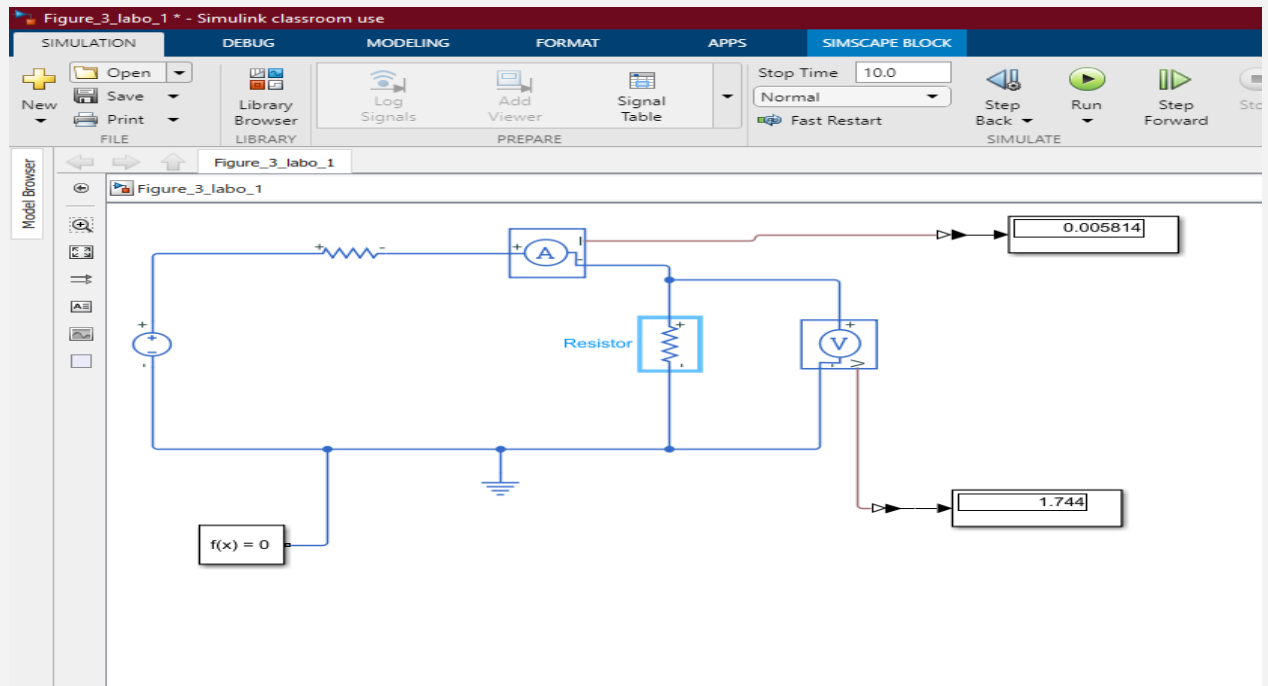 Figure_3_labo_1 * - Simulink classroom use
SIMULATION DEBUG MODELING FORMAT APPS SIMSCAPE BLOCK
New
Open
Save
Print
FILE
Library
Browser
LIBRARY
Log
Signals
Add
Viewer
Signal
Table
PREPARE
Stop Time 10.0
Normal
Fast Restart
Step
Back
Run
Step
Forward
SIMULATE
Model Browser
Figure_3_labo_1
Figure_3_labo_1
0.005814
+ -
+ A I -
+ -
Resistor
+ -
+ V - V
1.744
f(x) = 0